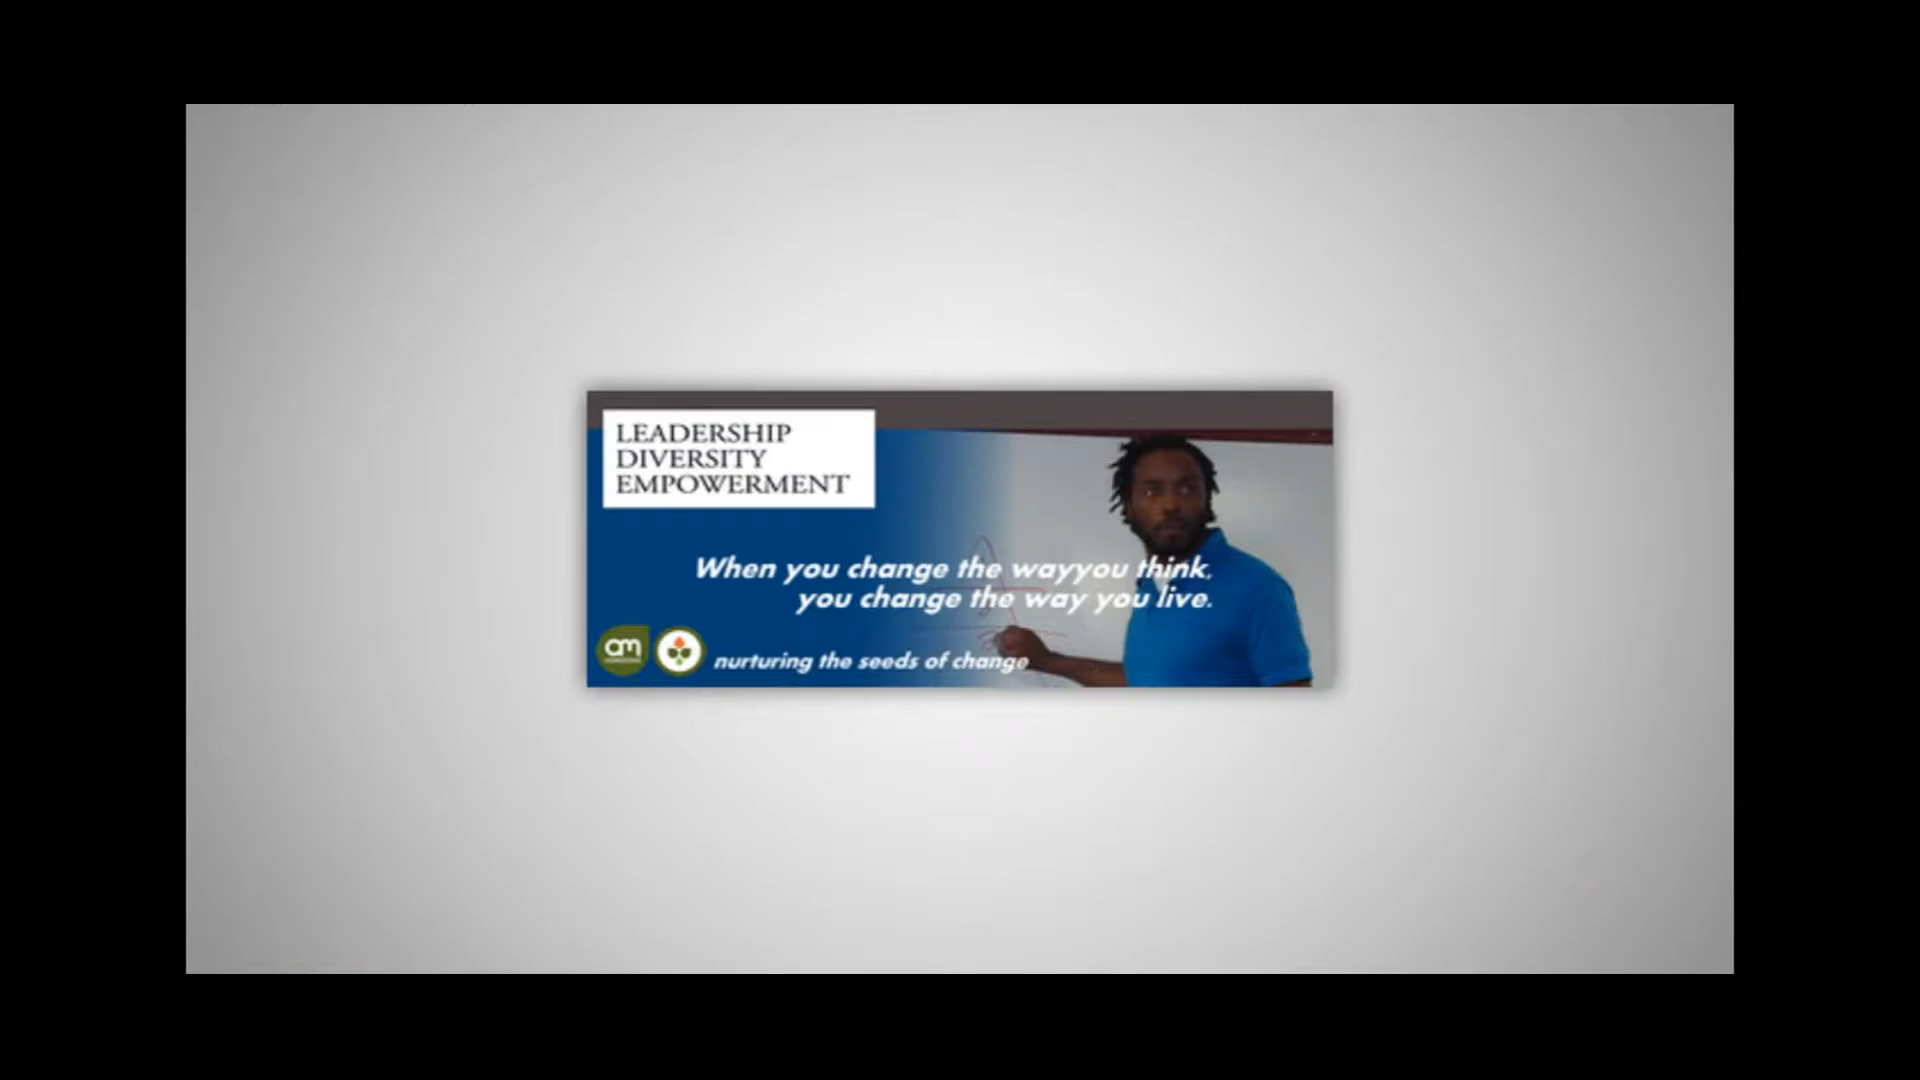 LEADERSHIP
DIVERSITY
EMPOWERMENT
When you change the wayyou think,
you change the way you live.
am
nurturing the seeds of change